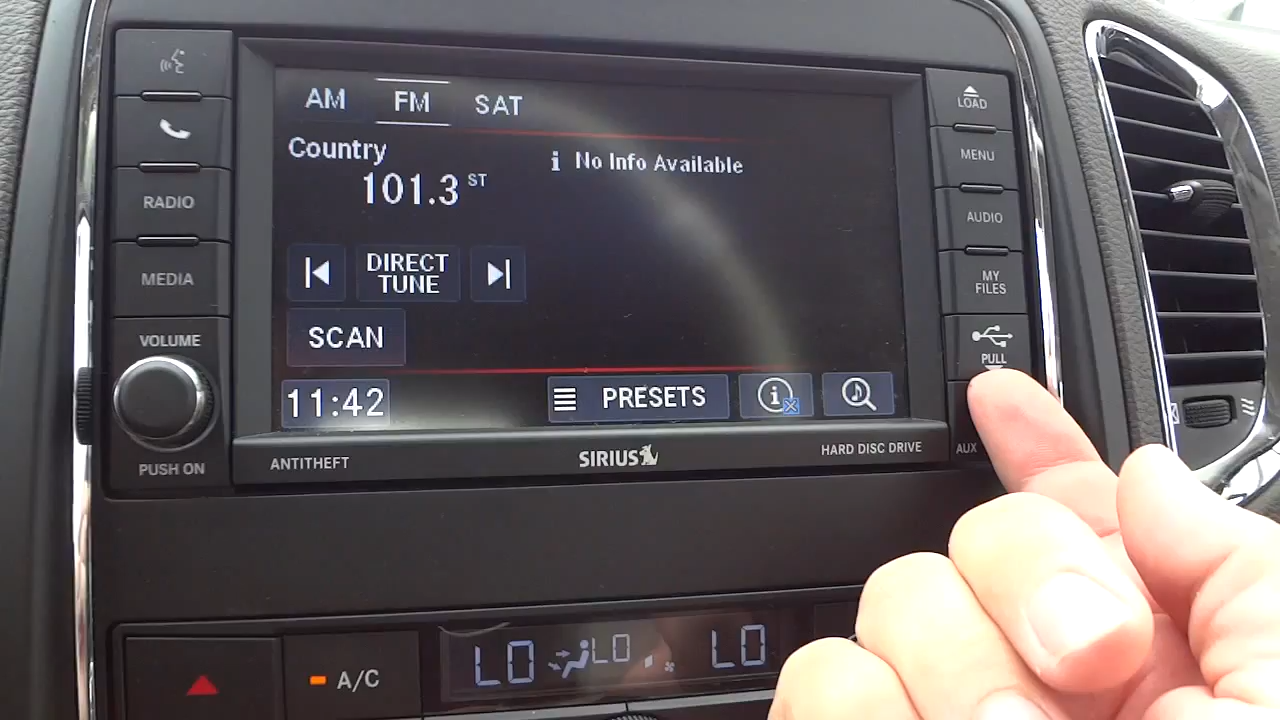 AM FM SAT
Country
101.3 ST
i No Info Available
DIRECT
TUNE
SCAN
11:42
PRESETS
i
RADIO
MEDIA
VOLUME
PUSH ON
LOAD
MENU
AUDIO
MY
FILES
PULL
AUX
ANTITHEFT
SIRIUS
HARD DISC DRIVE
A/C
LO
LO
LO